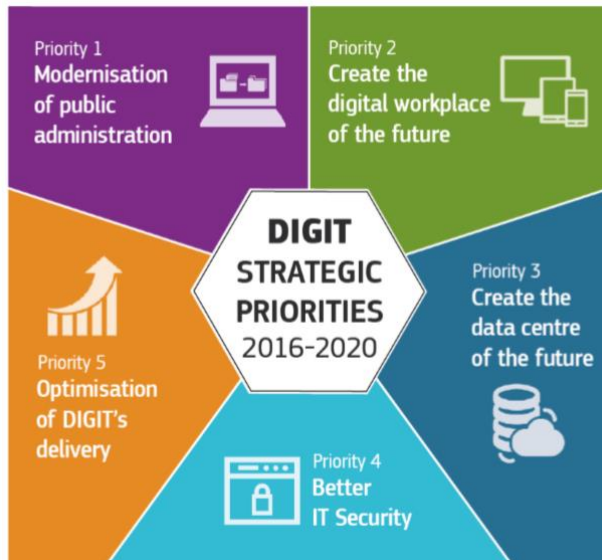 Priority 1
Modernisation
of public
administration
Priority 2
Create the
digital workplace
of the future
DIGIT
STRATEGIC
PRIORITIES
2016-2020
Priority 3
Create the
data centre
of the future
Priority 4
Better
IT Security
Priority 5
Optimisation
of DIGIT's
delivery